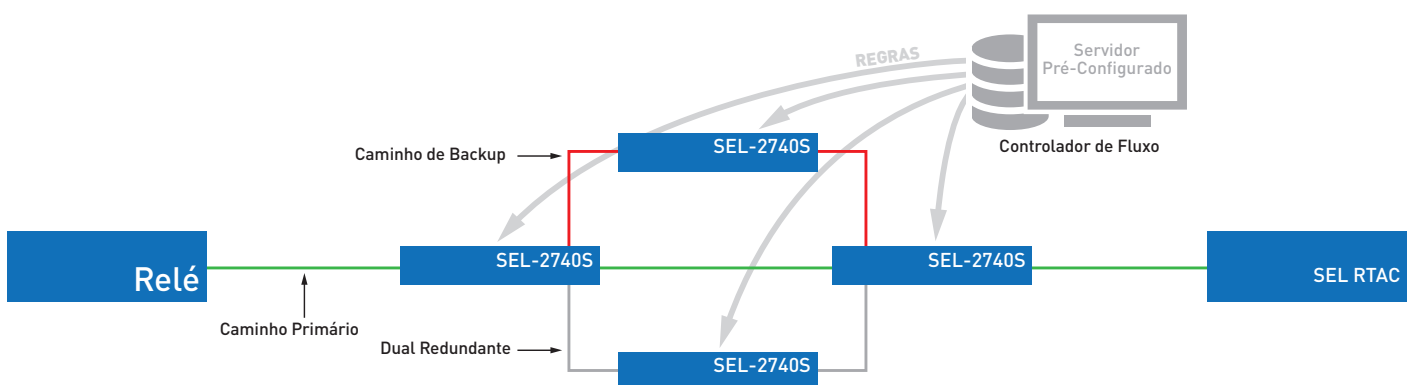 REGRAS
Servidor
Pré-Configurado
Controlador de Fluxo
SEL-2740S
Caminho de Backup
Relé
SEL-2740S
SEL-2740S
SEL RTAC
Caminho Primário
Dual Redundante
SEL-2740S